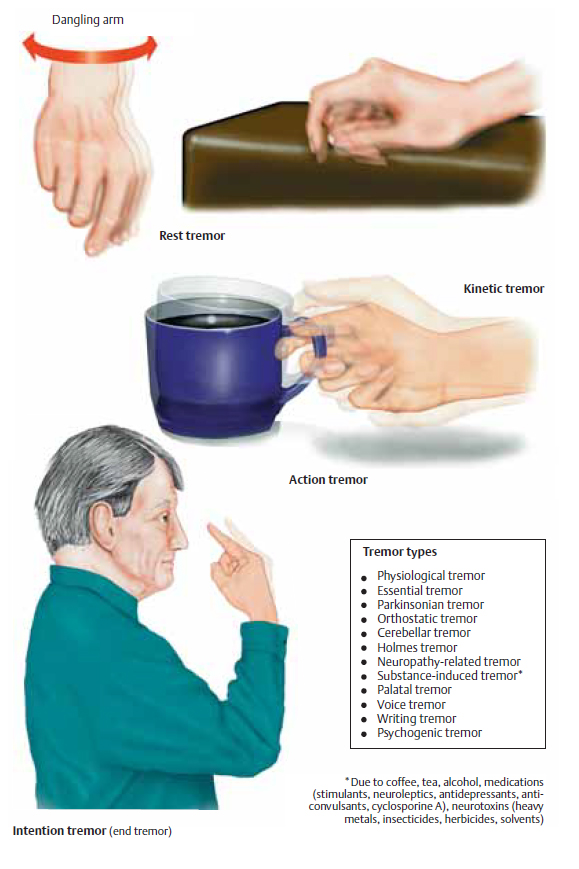 Dangling arm
Rest tremor
Kinetic tremor
Action tremor
Tremor types
● Physiological tremor
● Essential tremor
● Parkinsonian tremor
● Orthostatic tremor
● Cerebellar tremor
● Holmes tremor
● Neuropathy-related tremor
● Substance-induced tremor*
● Palatal tremor
● Voice tremor
● Writing tremor
● Psychogenic tremor
*Due to coffee, tea, alcohol, medications
(stimulants, neuroleptics, antidepressants, anti-
convulsants, cyclosporine A), neurotoxins (heavy
metals, insecticides, herbicides, solvents)
Intention tremor (end tremor)